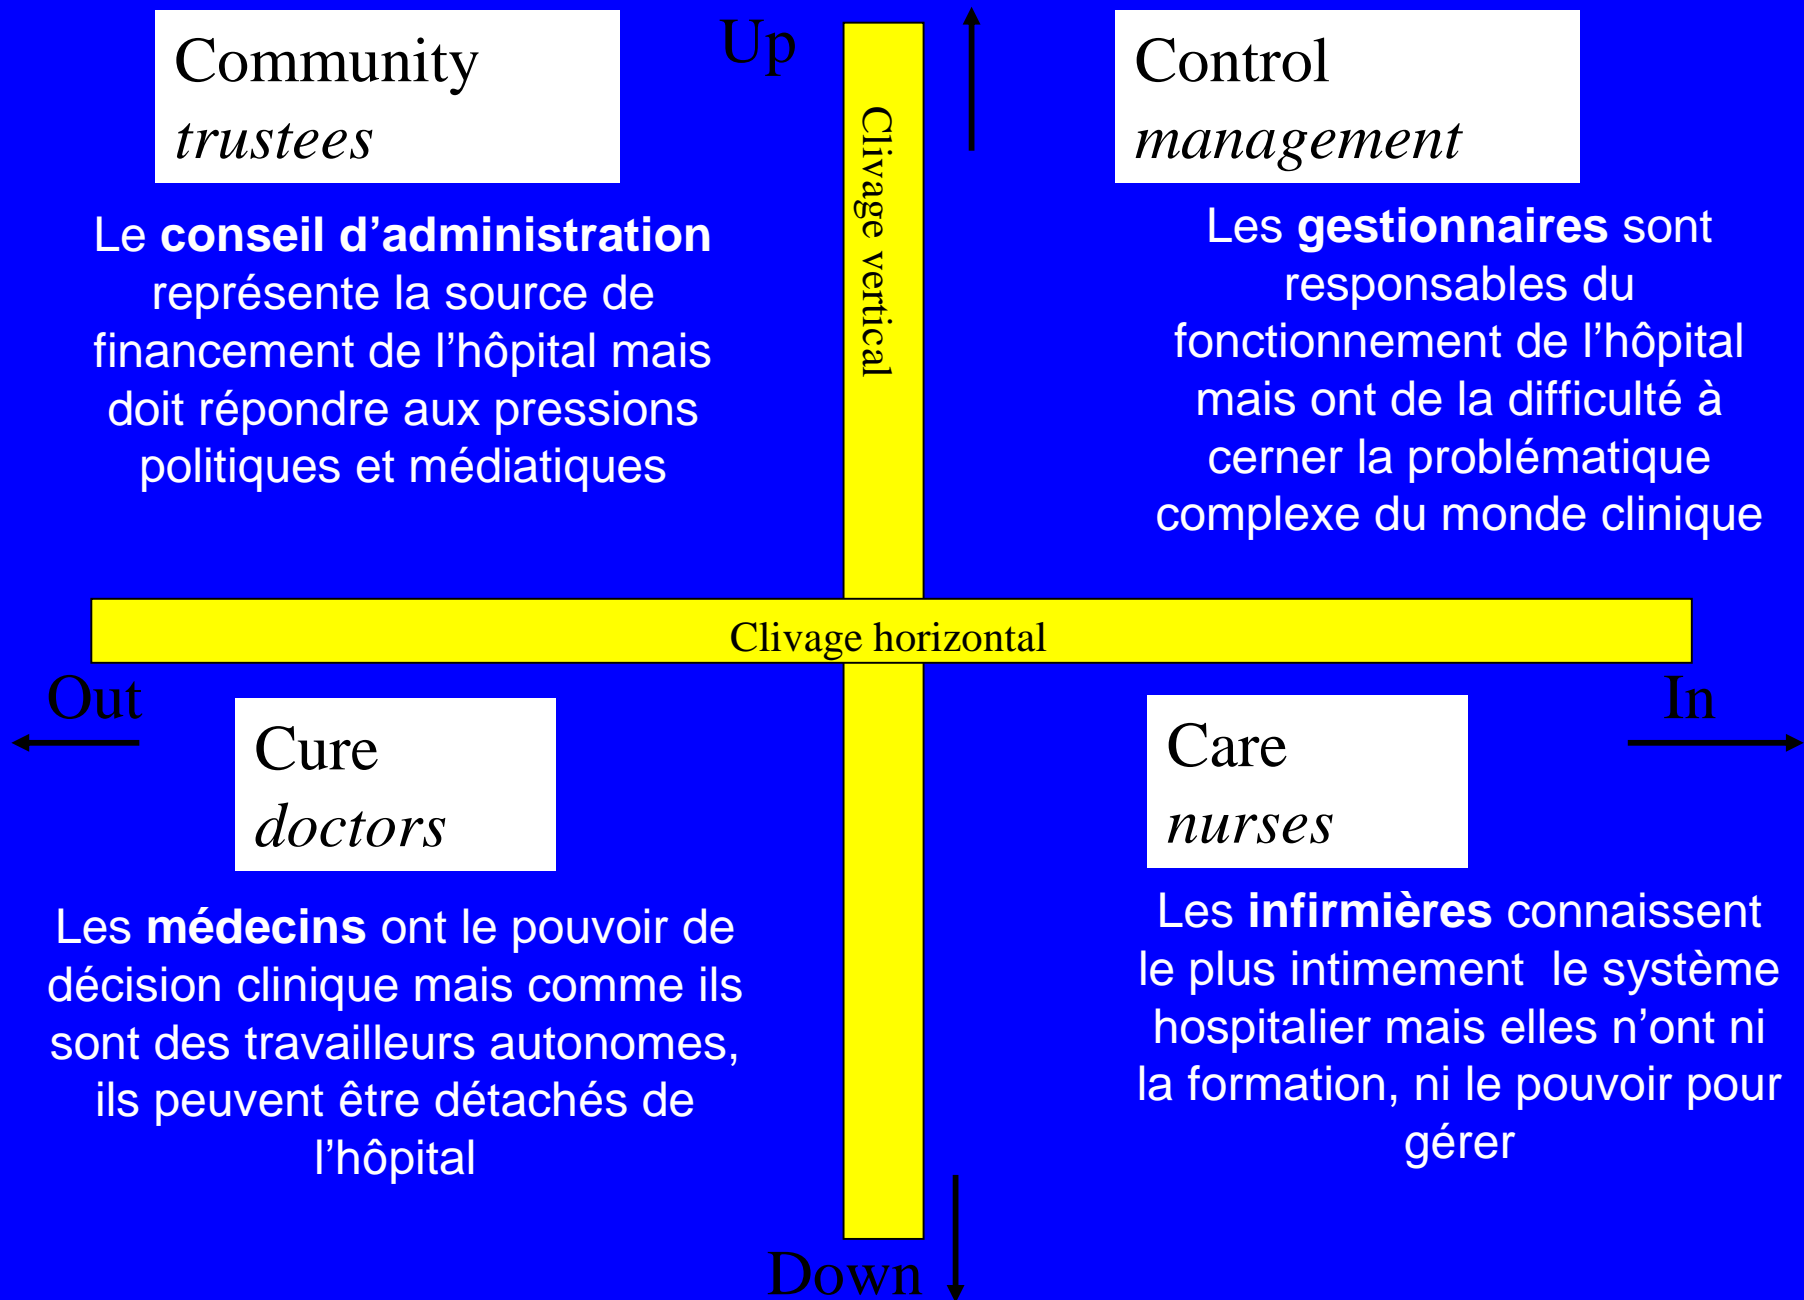 Up
Community
trustees
Le conseil d’administration
représente la source de
financement de l’hôpital mais
doit répondre aux pressions
politiques et médiatiques
Clivage vertical
Control
management
Les gestionnaires sont
responsables du
fonctionnement de l’hôpital
mais ont de la difficulté à
cerner la problématique
complexe du monde clinique
Clivage horizontal
Out
In
Cure
doctors
Les médecins ont le pouvoir de
décision clinique mais comme ils
sont des travailleurs autonomes,
ils peuvent être détachés de
l’hôpital
Care
nurses
Les infirmières connaissent
le plus intimement  le système
hospitalier mais elles n’ont ni
la formation, ni le pouvoir pour
gérer
Down